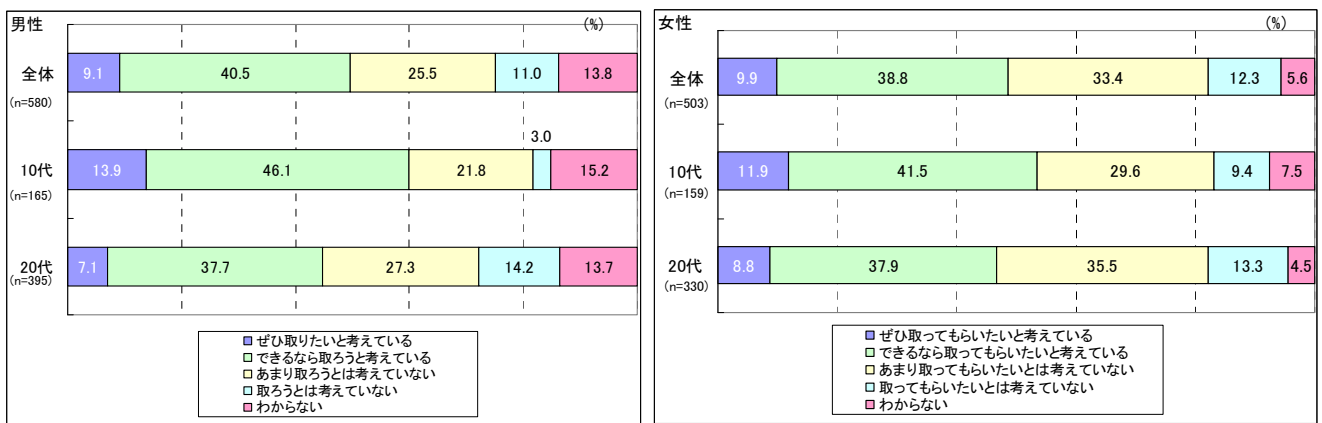 男性
(%)
全体
(n=580)
9.1
40.5
25.5
11.0
13.8
3.0
10代
(n=165)
13.9
46.1
21.8
15.2
20代
(n=395)
7.1
37.7
27.3
14.2
13.7
ぜひ取りたいと考えている
できるなら取ろうと考えている
あまり取ろうとは考えていない
取ろうとは考えていない
わからない
女性
(%)
全体
(n=503)
9.9
38.8
33.4
12.3
5.6
10代
(n=159)
11.9
41.5
29.6
9.4
7.5
20代
(n=330)
8.8
37.9
35.5
13.3
4.5
ぜひ取ってもらいたいと考えている
できるなら取ってもらいたいと考えている
あまり取ってもらいたいとは考えていない
取ってもらいたいとは考えていない
わからない